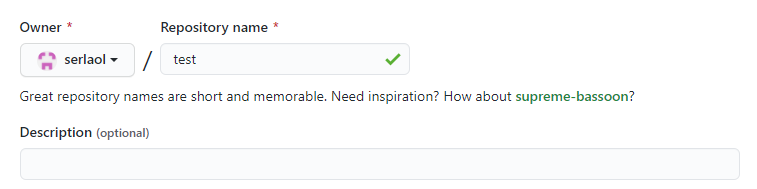 Owner * Repository name *
serlaol / test
Great repository names are short and memorable. Need inspiration? How about supreme-bassoon?
Description (optional)